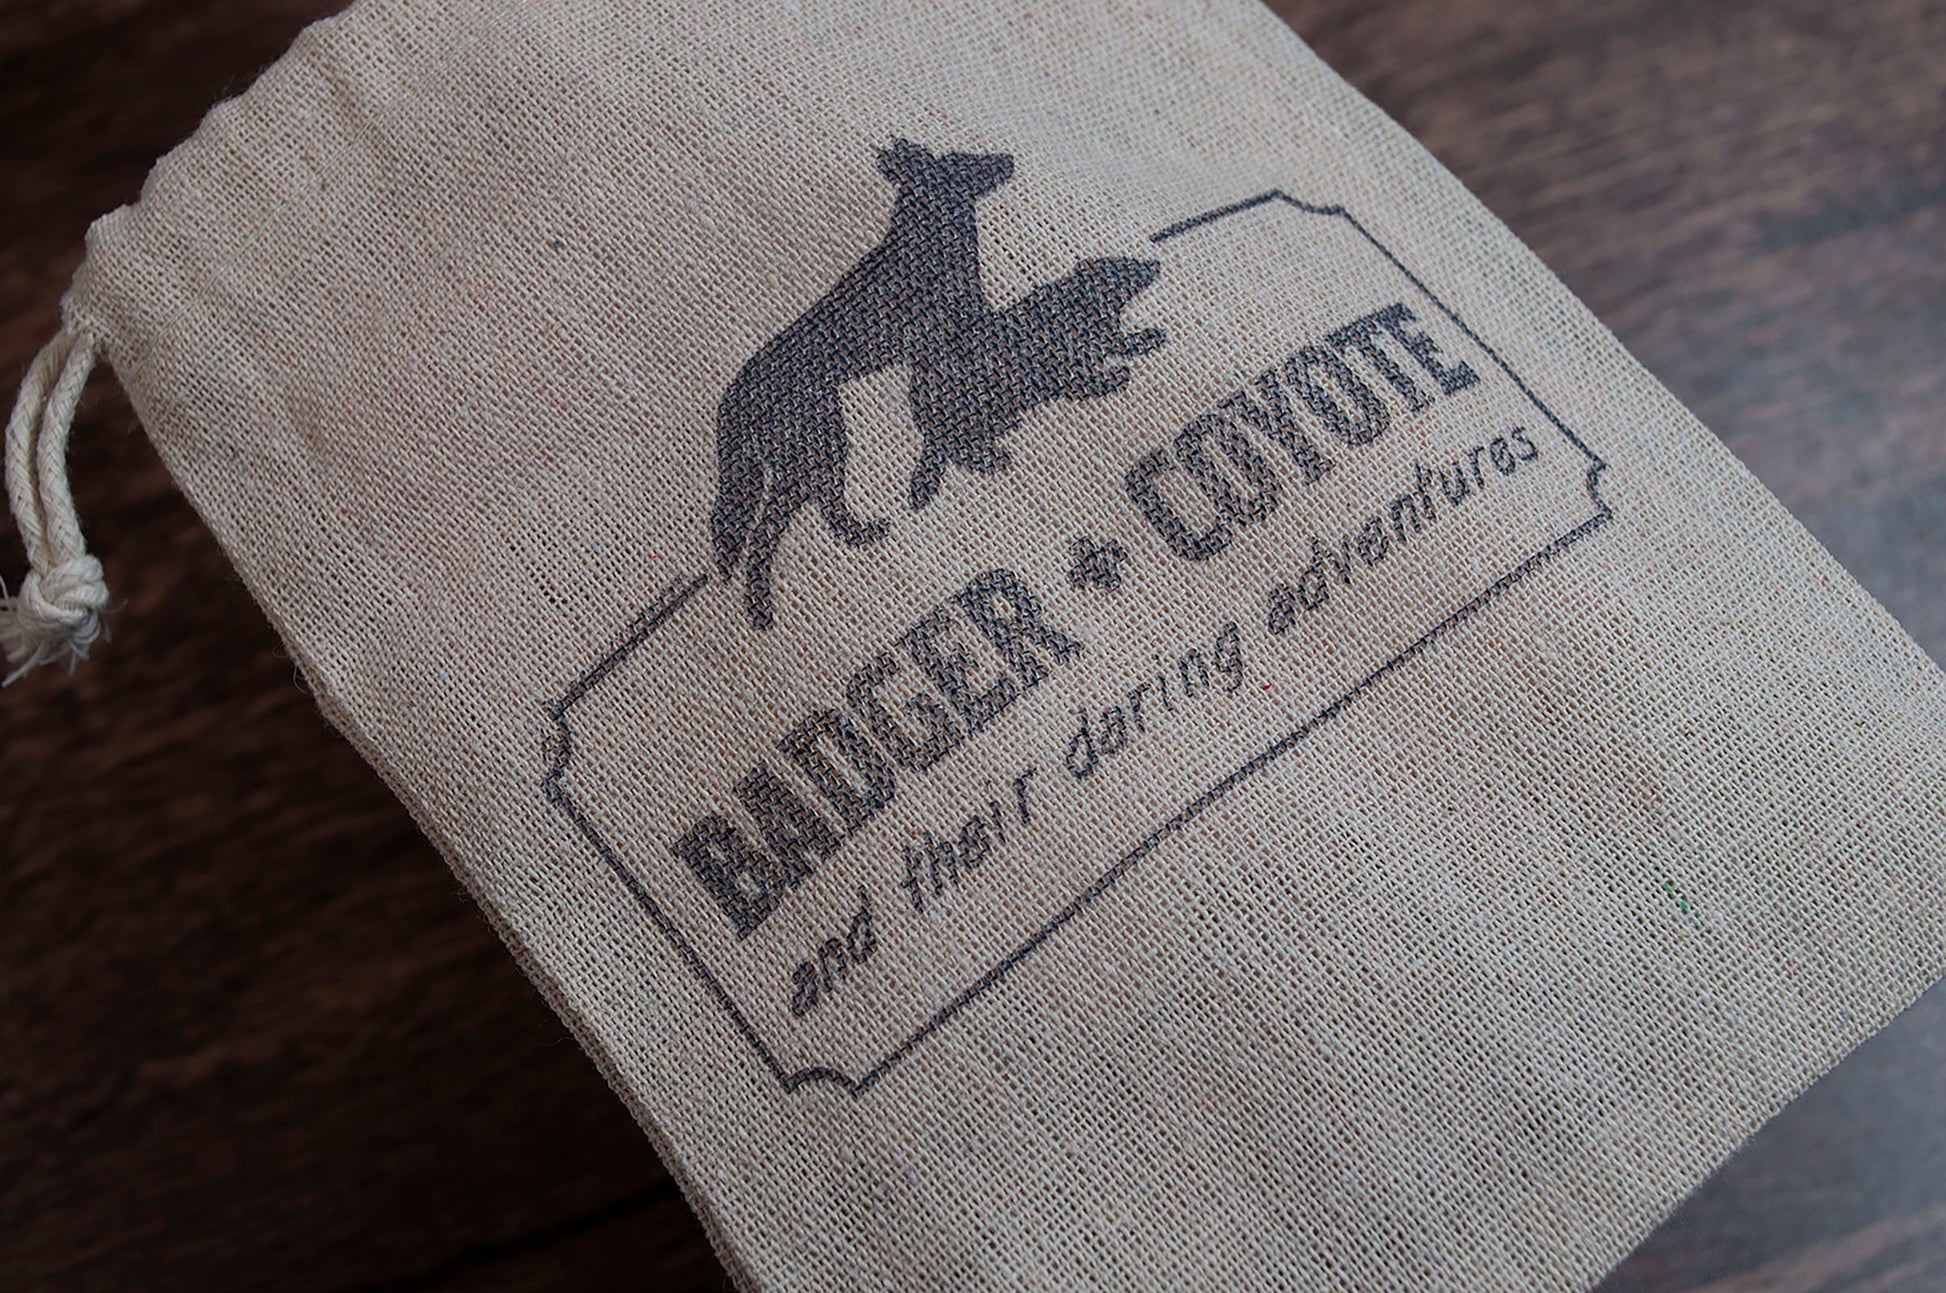 BADGER + COYOTE
and their daring adventures